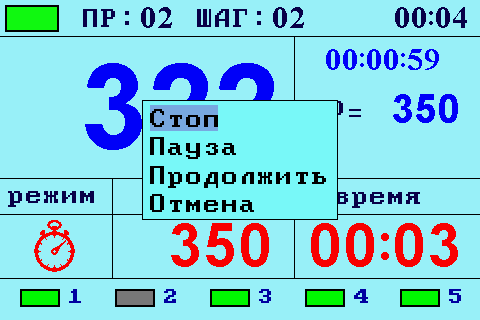 ПР:02 ШАГ:02 00:04
00:00:59
= 350
Стоп
Пауза
Продолжить
Отмена
режим
время
350 00:03
1 2 3 4 5